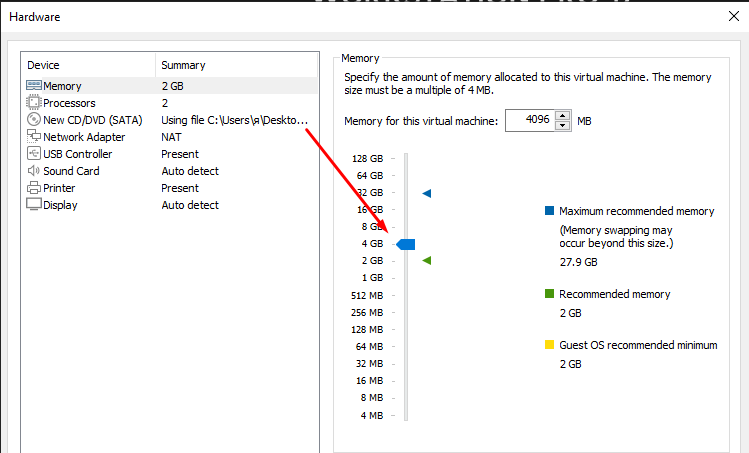 Hardware
Device Summary
Memory 2 GB
Processors 2
New CD/DVD (SATA) Using file C:\Users\я\Deskto...
Network Adapter NAT
USB Controller Present
Sound Card Auto detect
Printer Present
Display Auto detect
Memory
Specify the amount of memory allocated to this virtual machine. The memory
size must be a multiple of 4 MB.
Memory for this virtual machine: 4096 MB
128 GB
64 GB
32 GB
16 GB
8 GB
4 GB
2 GB
1 GB
512 MB
256 MB
128 MB
64 MB
32 MB
16 MB
8 MB
4 MB
Maximum recommended memory
(Memory swapping may
occur beyond this size.)
27.9 GB
Recommended memory
2 GB
Guest OS recommended minimum
2 GB